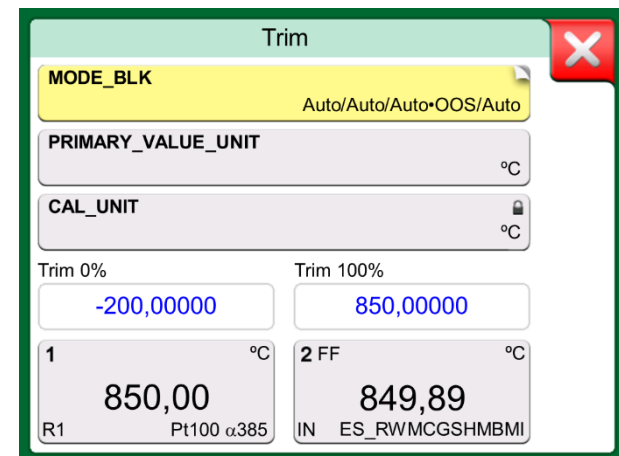 Trim
MODE_BLK
Auto/Auto/Auto•OOS/Auto
PRIMARY_VALUE_UNIT
ºC
CAL_UNIT
ºC
Trim 0% Trim 100%
-200,00000 850,00000
1 ºC 2 FF ºC
850,00 849,89
R1 Pt100 α385 IN ES_RWMCGSHMBMI